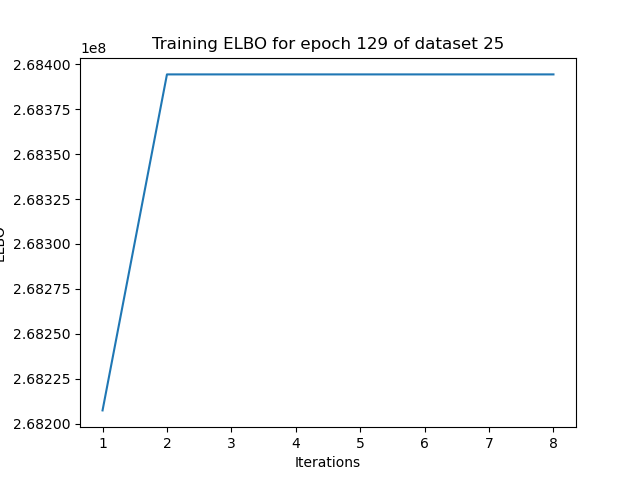 Training ELBO for epoch 129 of dataset 25
1e8
2.68400
2.68375
2.68350
2.68325
2.68300
2.68275
2.68250
2.68225
2.68200
ELBO
1 2 3 4 5 6 7 8
Iterations